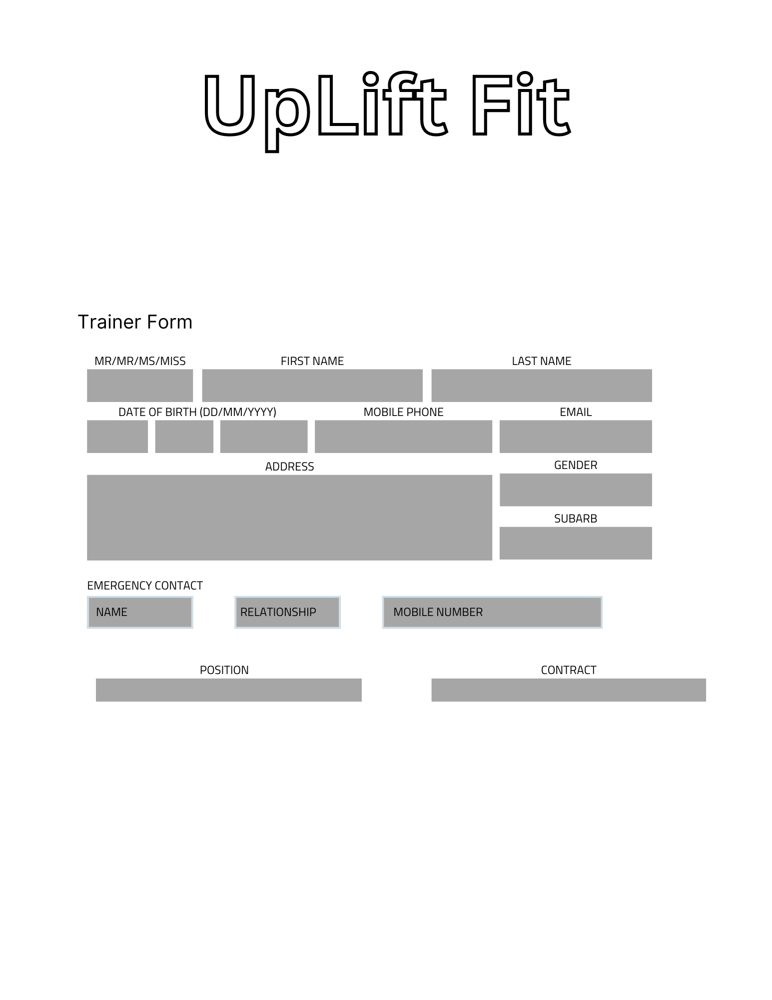 UpLift Fit
Trainer Form
MR/MR/MS/MISS FIRST NAME LAST NAME
DATE OF BIRTH (DD/MM/YYYY) MOBILE PHONE EMAIL
ADDRESS GENDER
SUBARB
EMERGENCY CONTACT
NAME RELATIONSHIP MOBILE NUMBER
POSITION CONTRACT